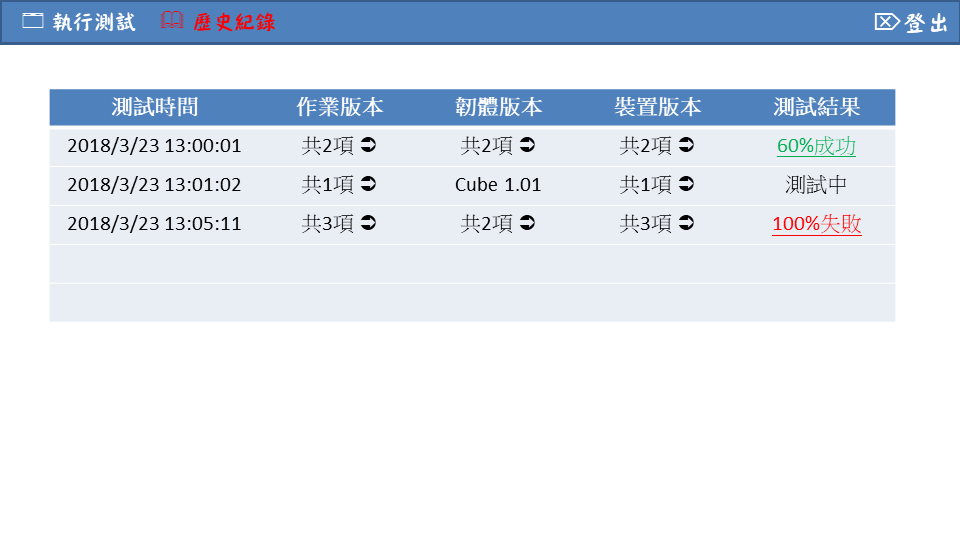 執行測試 歷史紀錄 登出
測試時間 作業版本 韌體版本 裝置版本 測試結果
2018/3/23 13:00:01 共2項 共2項 共2項 60%成功
2018/3/23 13:01:02 共1項 Cube 1.01 共1項 測試中
2018/3/23 13:05:11 共3項 共2項 共3項 100%失敗